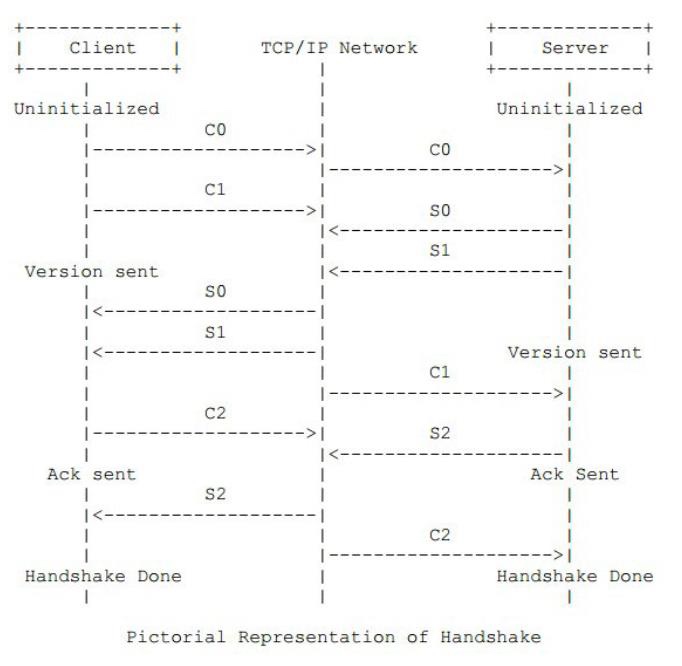 +-------------+                            +-------------+
|    Client   |       TCP/IP Network       |    Server   |
+-------------+             |              +-------------+
      |                     |                     |
Uninitialized               |               Uninitialized
      |          C0         |                     |
      |-------------------->|         C0          |
      |                     |-------------------->|
      |          C1         |                     |
      |-------------------->|         S0          |
      |                     |<--------------------|
      |                     |         S1          |
Version sent                |<--------------------|
      |          S0         |                     |
      |<--------------------|                     |
      |          S1         |                     |
      |<--------------------|                Version sent
      |                     |         C1          |
      |                     |-------------------->|
      |          C2         |                     |
      |-------------------->|         S2          |
      |                     |<--------------------|
   Ack sent                 |                  Ack Sent
      |          S2         |                     |
      |<--------------------|                     |
      |                     |         C2          |
      |                     |-------------------->|
Handshake Done              |               Handshake Done
      |                     |                     |
Pictorial Representation of Handshake